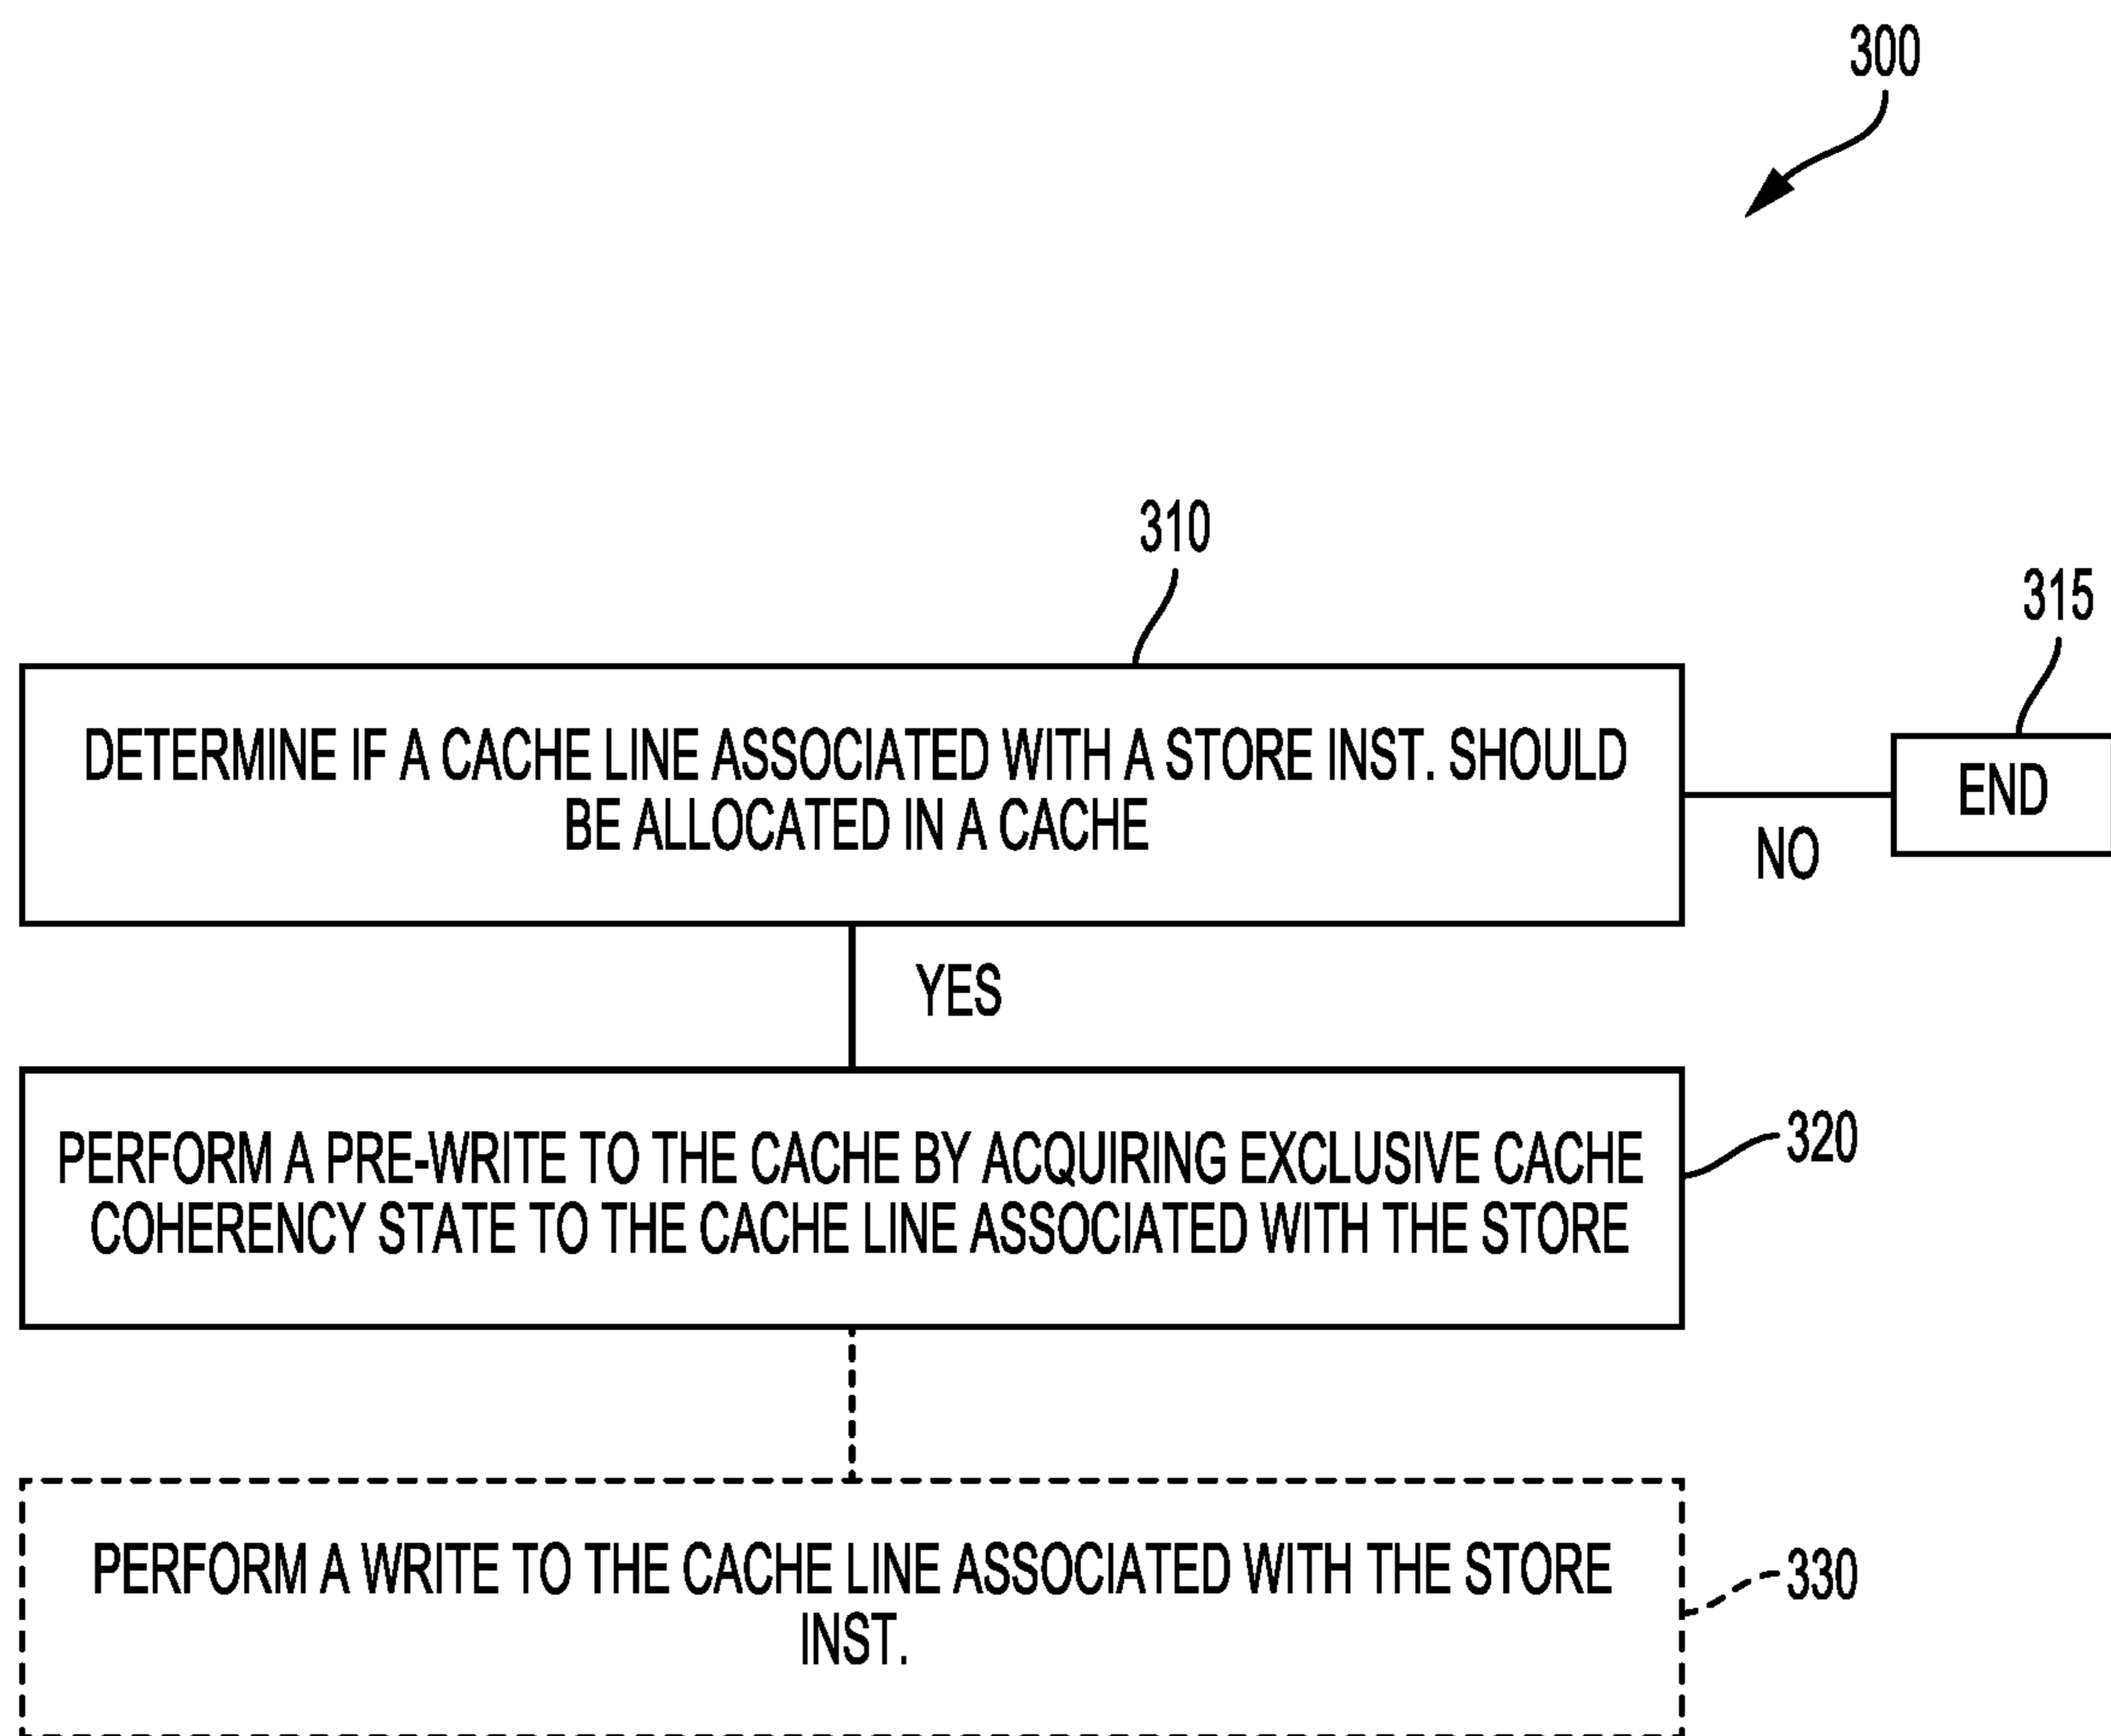 300
310
315
DETERMINE IF A CACHE LINE ASSOCIATED WITH A STORE INST. SHOULD
BE ALLOCATED IN A CACHE
END
NO
YES
PERFORM A PRE-WRITE TO THE CACHE BY ACQUIRING EXCLUSIVE CACHE
COHERENCY STATE TO THE CACHE LINE ASSOCIATED WITH THE STORE
320
PERFORM A WRITE TO THE CACHE LINE ASSOCIATED WITH THE STORE
INST.
330